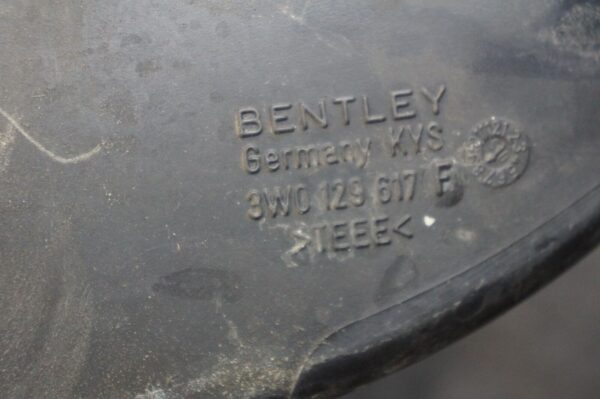 BENTLEY
Germany KYS
3W0 129 617 F
>TEEE<